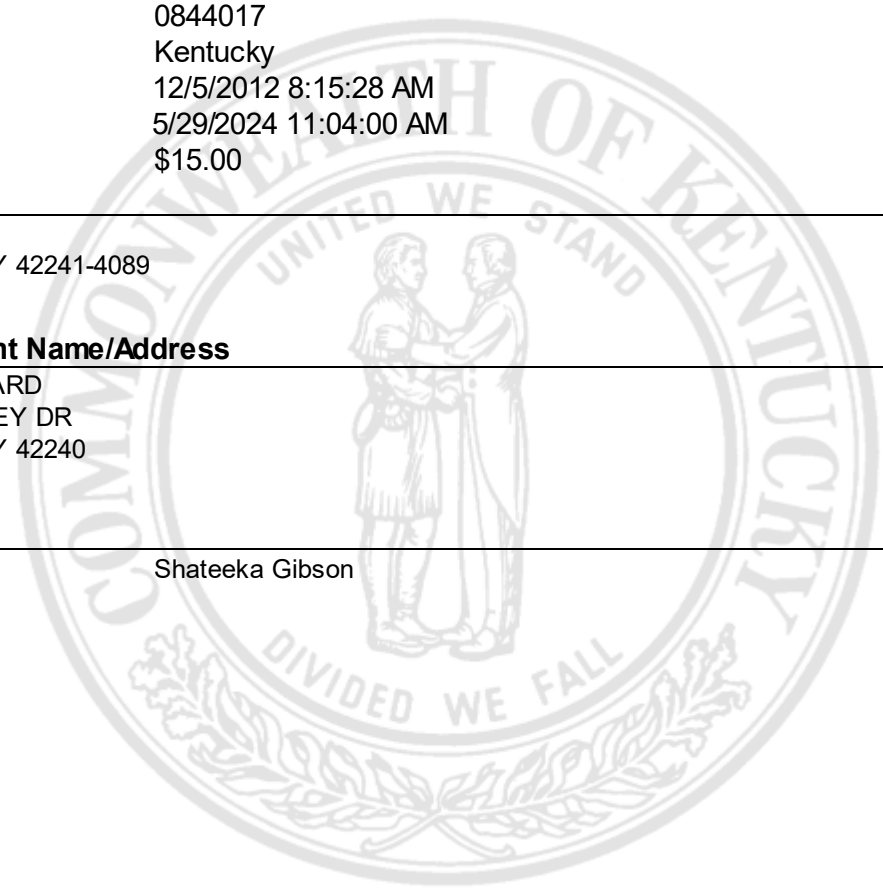 0844017
Kentucky
12/5/2012 8:15:28 AM
5/29/2024 11:04:00 AM
$15.00
Y 42241-4089
nt Name/Address
ARD
EY DR
Y 42240
Shateeka Gibson
COMMONWEALTH OF KENTUCKY
UNITED WE STAND
DIVIDED WE FALL